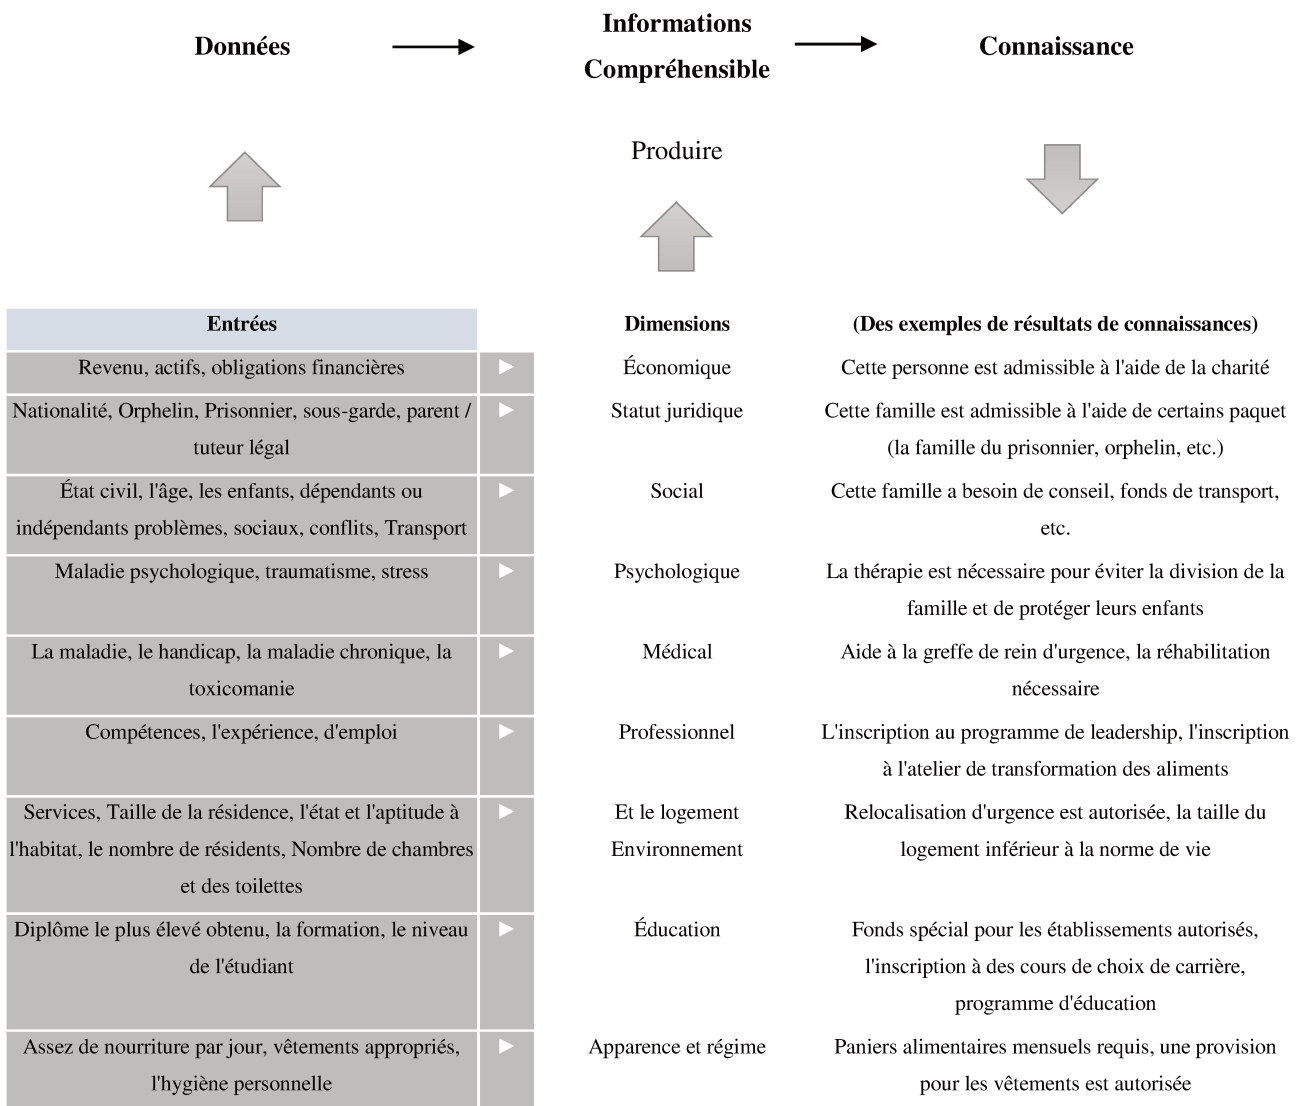 Données
Informations
Compréhensible
Connaissance
Produire
Entrées
Dimensions
(Des exemples de résultats de connaissances)
Revenu, actifs, obligations financières
Économique
Cette personne est admissible à l'aide de la charité
Nationalité, Orphelin, Prisonnier, sous-garde, parent /
tuteur légal
Statut juridique
Cette famille est admissible à l'aide de certains paquet
(la famille du prisonnier, orphelin, etc.)
État civil, l'âge, les enfants, dépendants ou
indépendants problèmes, sociaux, conflits, Transport
Social
Cette famille a besoin de conseil, fonds de transport,
etc.
Maladie psychologique, traumatisme, stress
Psychologique
La thérapie est nécessaire pour éviter la division de la
famille et de protéger leurs enfants
La maladie, le handicap, la maladie chronique, la
toxicomanie
Médical
Aide à la greffe de rein d'urgence, la réhabilitation
nécessaire
Compétences, l'expérience, d'emploi
Professionnel
L'inscription au programme de leadership, l'inscription
à l'atelier de transformation des aliments
Services, Taille de la résidence, l'état et l'aptitude à
l'habitat, le nombre de résidents, Nombre de chambres
et des toilettes
Et le logement
Environnement
Relocalisation d'urgence est autorisée, la taille du
logement inférieur à la norme de vie
Diplôme le plus élevé obtenu, la formation, le niveau
de l'étudiant
Éducation
Fonds spécial pour les établissements autorisés,
l'inscription à des cours de choix de carrière,
programme d'éducation
Assez de nourriture par jour, vêtements appropriés,
l'hygiène personnelle
Apparence et régime
Paniers alimentaires mensuels requis, une provision
pour les vêtements est autorisée